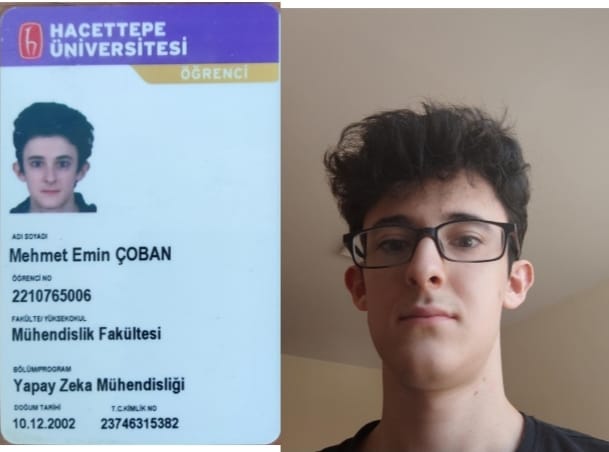 HACETTEPE
ÜNİVERSİTESİ
ÖĞRENCİ
ADI SOYADI
Mehmet Emin ÇOBAN
ÖĞRENCİ NO
2210765006
FAKÜLTE/ YÜKSEKOKUL
Mühendislik Fakültesi
BÖLÜM/PROGRAM
Yapay Zeka Mühendisliği
DOĞUM TARİHİ T.C.KİMLİK NO
10.12.2002 23746315382